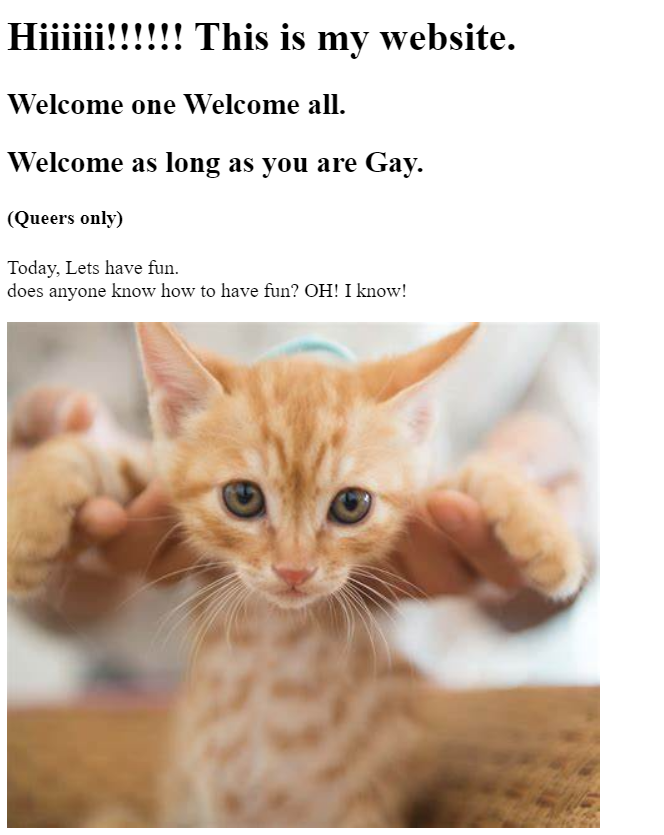 Hiiiiii!!!!!! This is my website.
Welcome one Welcome all.
Welcome as long as you are Gay.
(Queers only)
Today, Lets have fun.
does anyone know how to have fun? OH! I know!